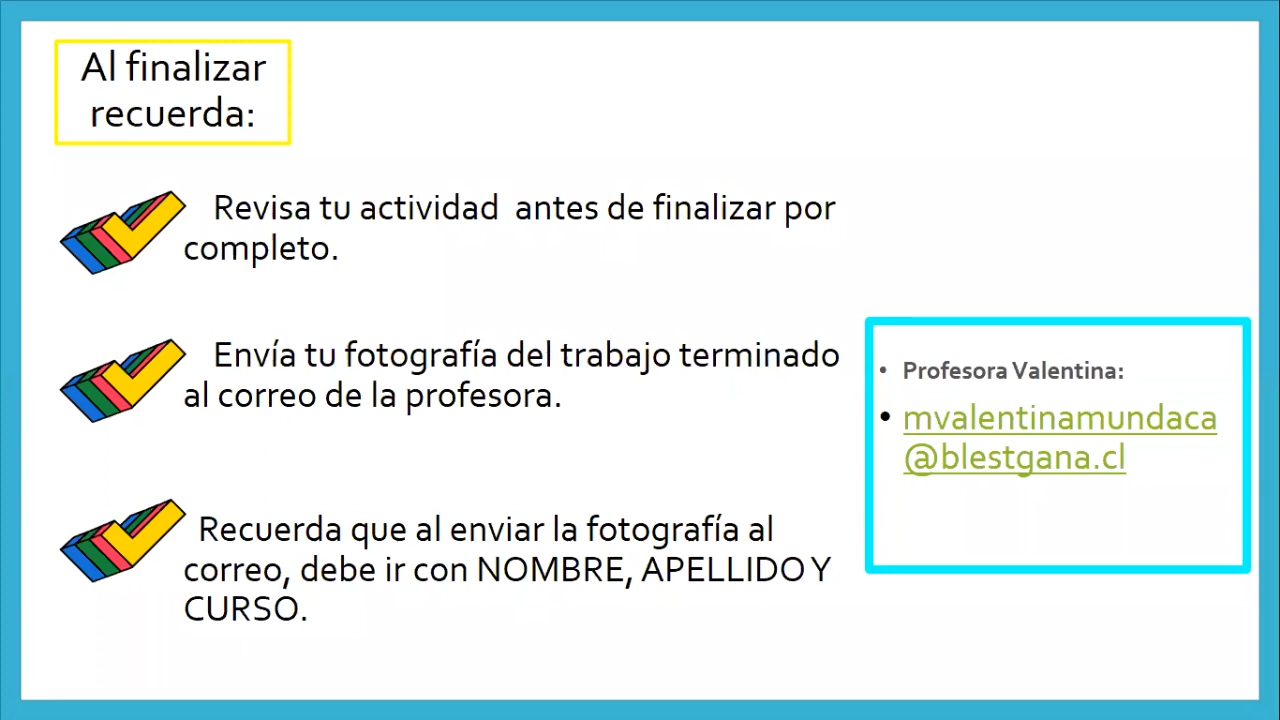 Al finalizar
recuerda:
Revisa tu actividad antes de finalizar por
completo.
Envía tu fotografía del trabajo terminado
al correo de la profesora.
Recuerda que al enviar la fotografía al
correo, debe ir con NOMBRE, APELLIDO Y
CURSO.
• Profesora Valentina:
• mvalentinamundaca
@blestgana.cl